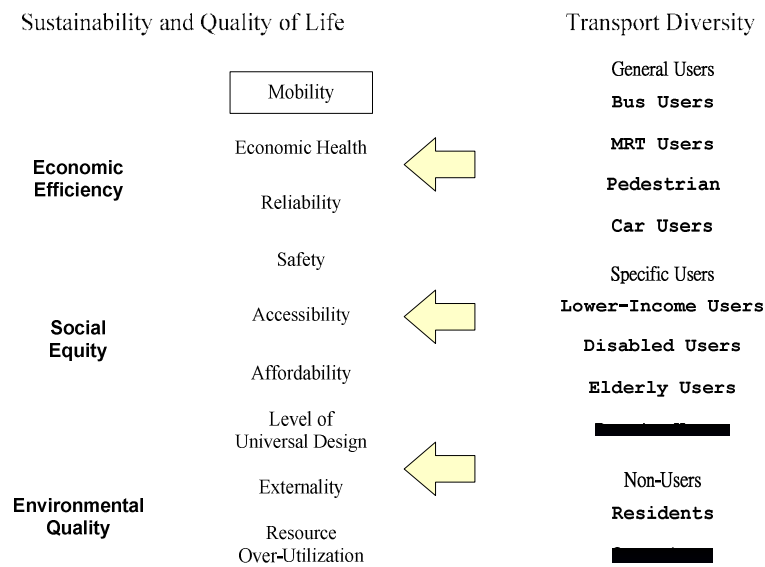 Sustainability and Quality of Life
Transport Diversity
Economic
Efficiency
Social
Equity
Environmental
Quality
Mobility
Economic Health
Reliability
Safety
Accessibility
Affordability
Level of
Universal Design
Externality
Resource
Over-Utilization
General Users
Bus Users
MRT Users
Pedestrian
Car Users
Specific Users
Lower-Income Users
Disabled Users
Elderly Users
Non-Users
Residents